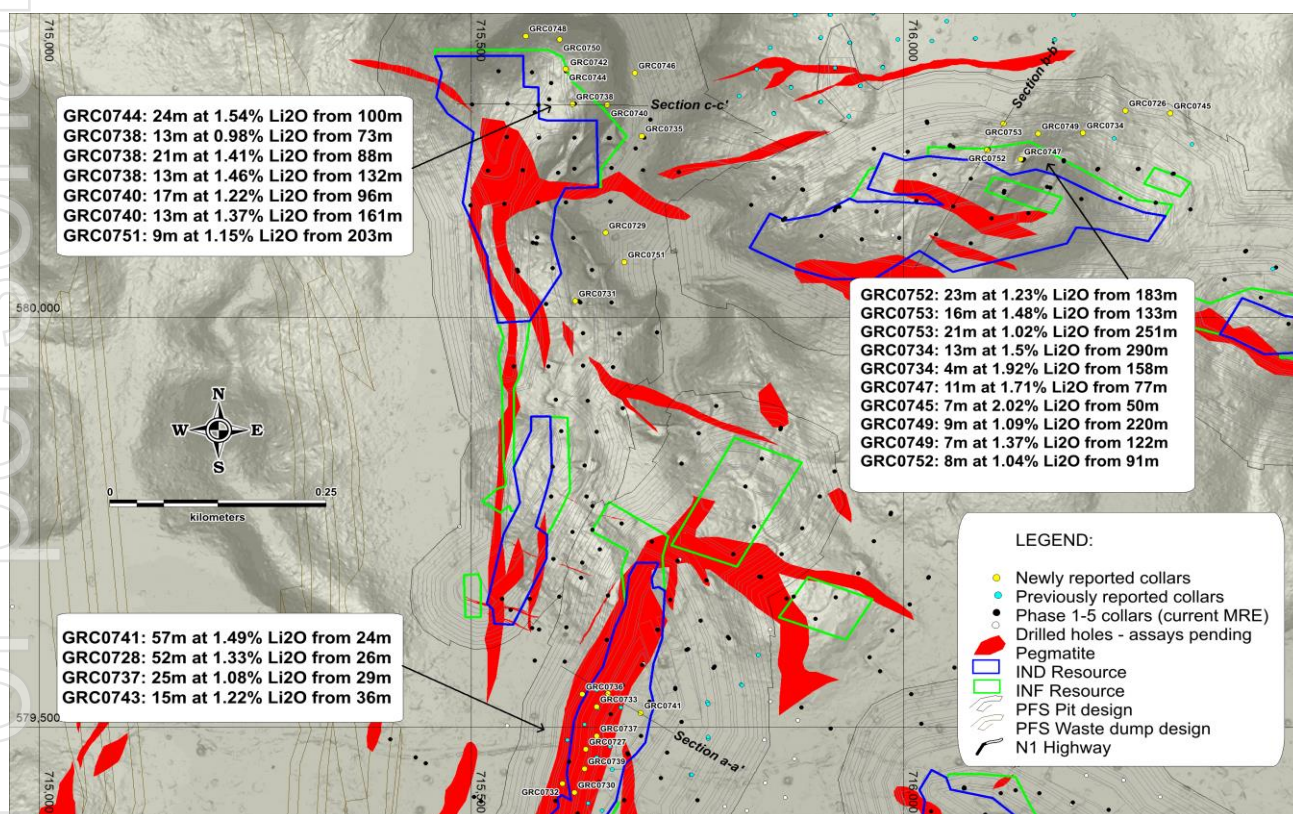 715,000
715,500
716,000
GRC0748
GRC0750
GRC0742
GRC0744
GRC0746
GRC0738
Section c-c'
GRC0740
GRC0735
Section b-b'
GRC0726
GRC0745
GRC0753
GRC0749
GRC0734
GRC0752
GRC0747
GRC0744: 24m at 1.54% Li2O from 100m
GRC0738: 13m at 0.98% Li2O from 73m
GRC0738: 21m at 1.41% Li2O from 88m
GRC0738: 13m at 1.46% Li2O from 132m
GRC0740: 17m at 1.22% Li2O from 96m
GRC0740: 13m at 1.37% Li2O from 161m
GRC0751: 9m at 1.15% Li2O from 203m
GRC0729
GRC0751
GRC0731
580,000
GRC0752: 23m at 1.23% Li2O from 183m
GRC0753: 16m at 1.48% Li2O from 133m
GRC0753: 21m at 1.02% Li2O from 251m
GRC0734: 13m at 1.5% Li2O from 290m
GRC0734: 4m at 1.92% Li2O from 158m
GRC0747: 11m at 1.71% Li2O from 77m
GRC0745: 7m at 2.02% Li2O from 50m
GRC0749: 9m at 1.09% Li2O from 220m
GRC0749: 7m at 1.37% Li2O from 122m
GRC0752: 8m at 1.04% Li2O from 91m
N
W
E
S
0
0.25
kilometers
LEGEND:
Newly reported collars
Previously reported collars
Phase 1-5 collars (current MRE)
Drilled holes - assays pending
Pegmatite
IND Resource
INF Resource
PFS Pit design
PFS Waste dump design
N1 Highway
GRC0741: 57m at 1.49% Li2O from 24m
GRC0728: 52m at 1.33% Li2O from 26m
GRC0737: 25m at 1.08% Li2O from 29m
GRC0743: 15m at 1.22% Li2O from 36m
GRC0736
GRC0733
GRC0741
579,500
GRC0737
GRC0727
Section a-a'
GRC0739
GRC0730
GRC0732
715,000
715,500
716,000